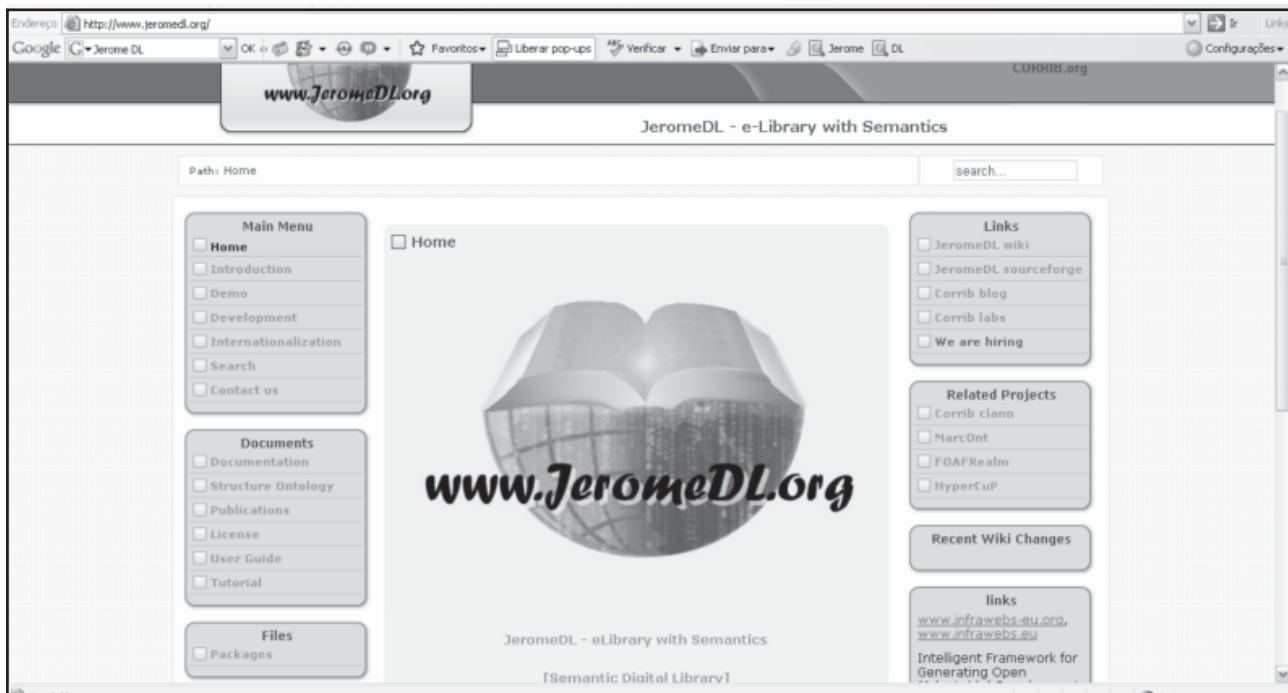 Endereço http://www.jeromedl.org/ Ir Links
Google G Jerome DL OK Favoritos Liberar pop-ups Verificar Enviar para Jerome DL Configurações
www.JeromeDL.org
CORRIB.org
JeromeDL - e-Library with Semantics
Path: Home
search...
Main Menu
Home
Introduction
Demo
Development
Internationalization
Search
Contact us
Documents
Documentation
Structure Ontology
Publications
License
User Guide
Tutorial
Files
Packages
Home
www.JeromeDL.org
JeromeDL - eLibrary with Semantics
[Semantic Digital Library]
Links
JeromeDL wiki
JeromeDL sourceforge
Corrib blog
Corrib labs
We are hiring
Related Projects
Corrib clann
MarcOnt
FOAFRealm
HyperCuP
Recent Wiki Changes
links
www.infrawebs-eu.org,
www.infrawebs.eu
Intelligent Framework for
Generating Open